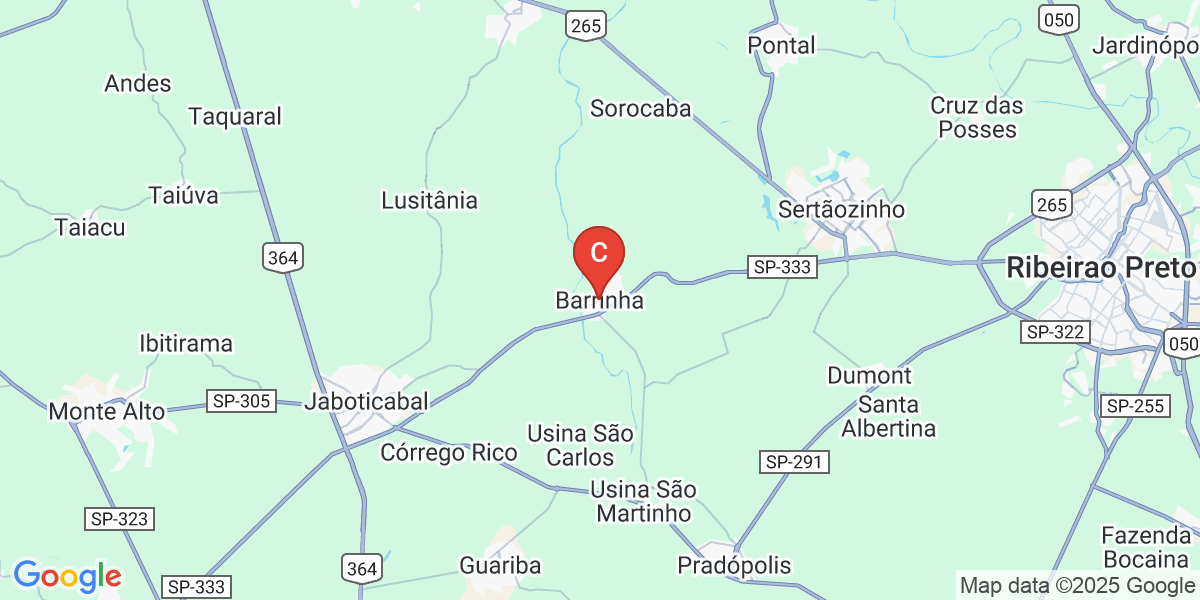 265
050
Pontal
Jardinópo
Andes
Taquaral
Sorocaba
Cruz das
Posses
Taiúva
Lusitânia
Sertãozinho
265
Taiacu
364
C
SP-333
Ribeirao Preto
Barrinha
SP-322
Ibitirama
050
Dumont
SP-305
Jaboticabal
Monte Alto
Santa
Albertina
SP-255
Usina São
Carlos
Córrego Rico
SP-291
Usina São
Martinho
SP-323
Fazenda
Bocaina
Guariba
Pradópolis
364
Google
SP-333
Map data ©2025 Google